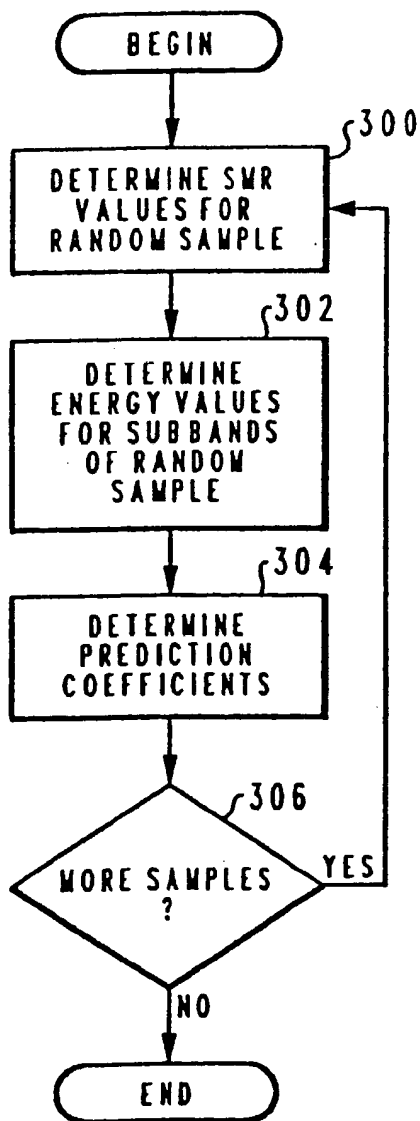 BEGIN
300
DETERMINE SMR
VALUES FOR
RANDOM SAMPLE
302
DETERMINE
ENERGY VALUES
FOR SUBBANDS
OF RANDOM
SAMPLE
304
DETERMINE
PREDICTION
COEFFICIENTS
306
MORE SAMPLES
?
YES
NO
END